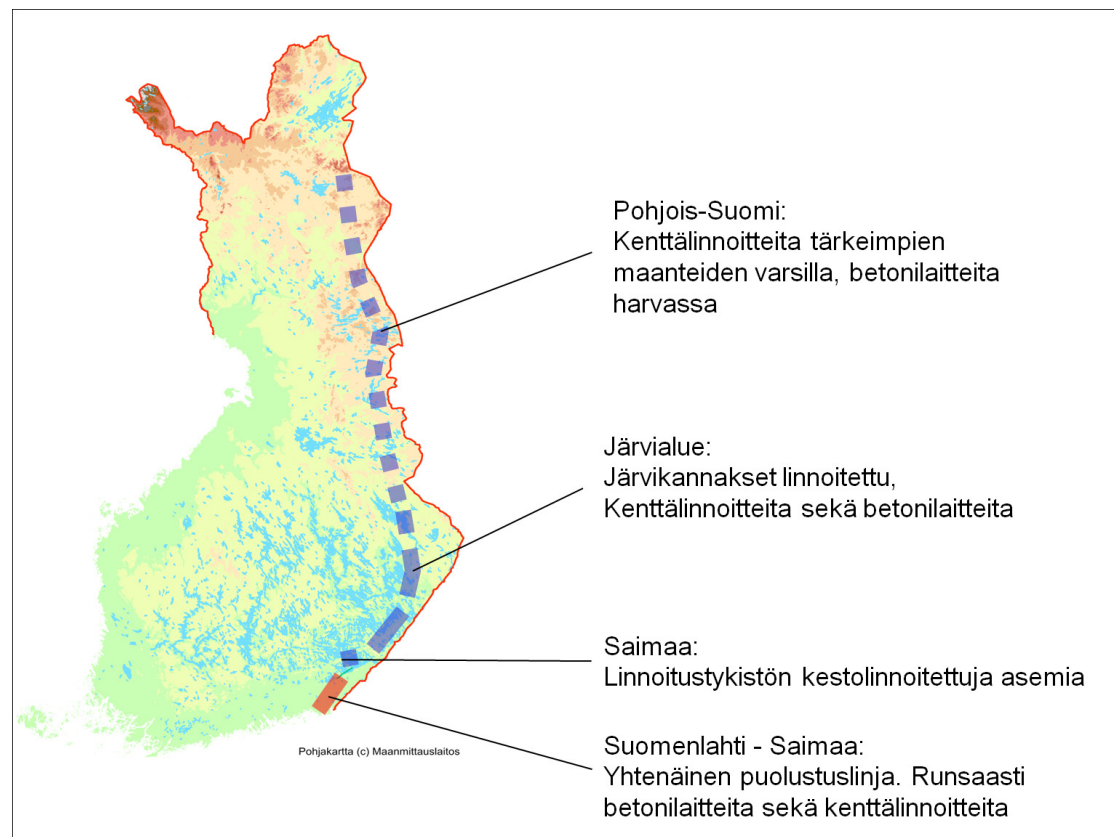 Pohjois-Suomi:
Kenttälinnoitteita tärkeimpien
maanteiden varsilla, betonilaitteita
harvassa
Järvialue:
Järvikannakset linnoitettu,
Kenttälinnoitteita sekä betonilaitteita
Saimaa:
Linnoitustykistön kestolinnoitettuja asemia
Suomenlahti - Saimaa:
Yhtenäinen puolustuslinja. Runsaasti
betonilaitteita sekä kenttälinnoitteita
Pohjakartta (c) Maanmittauslaitos